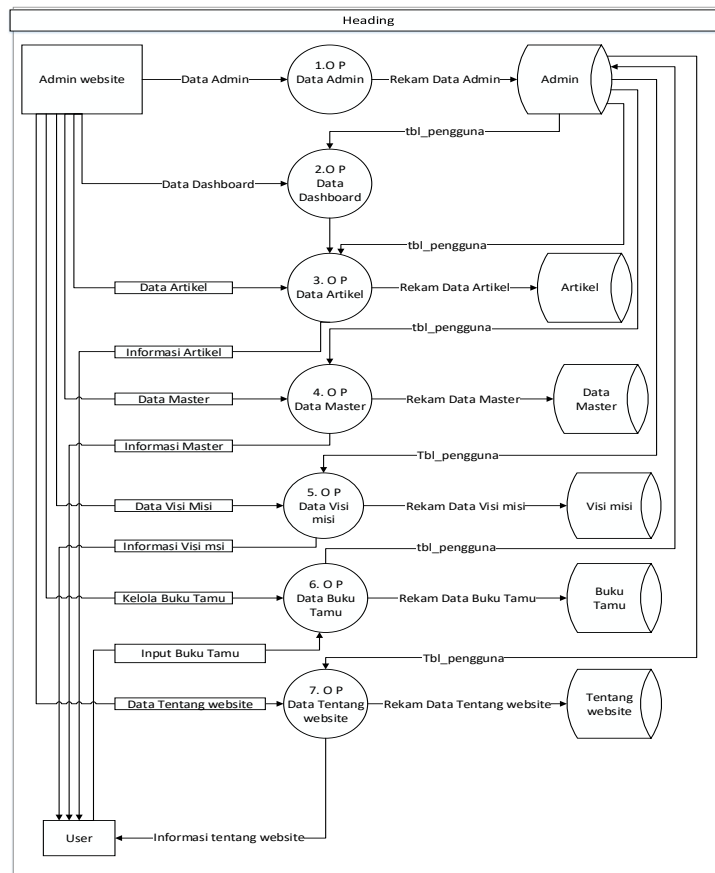 Heading
Admin website
Data Admin
1.O P
Data Admin
Rekam Data Admin
Admin
tbl_pengguna
2.O P
Data
Dashboard
Data Dashboard
tbl_pengguna
3. O P
Data Artikel
Data Artikel
Rekam Data Artikel
Artikel
tbl_pengguna
Informasi Artikel
4. O P
Data Master
Data Master
Rekam Data Master
Data
Master
Informasi Master
Tbl_pengguna
5. O P
Data Visi
misi
Data Visi Misi
Rekam Data Visi misi
Visi misi
Informasi Visi msi
tbl_pengguna
6. O P
Data Buku
Tamu
Kelola Buku Tamu
Rekam Data Buku Tamu
Buku
Tamu
Input Buku Tamu
Tbl_pengguna
7. O P
Data Tentang
website
Data Tentang website
Rekam Data Tentang website
Tentang
website
User
Informasi tentang website